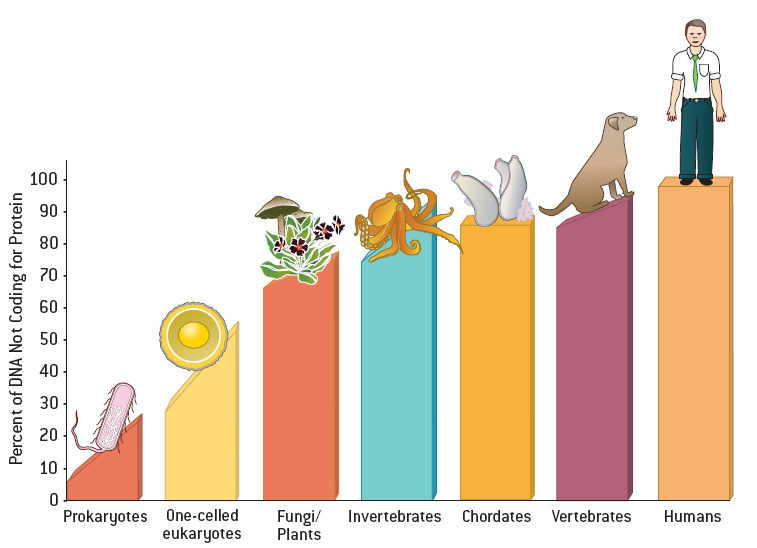 Percent of DNA Not Coding for Protein
100
90
80
70
60
50
40
30
20
10
0
Prokaryotes
One-celled
eukaryotes
Fungi/
Plants
Invertebrates
Chordates
Vertebrates
Humans